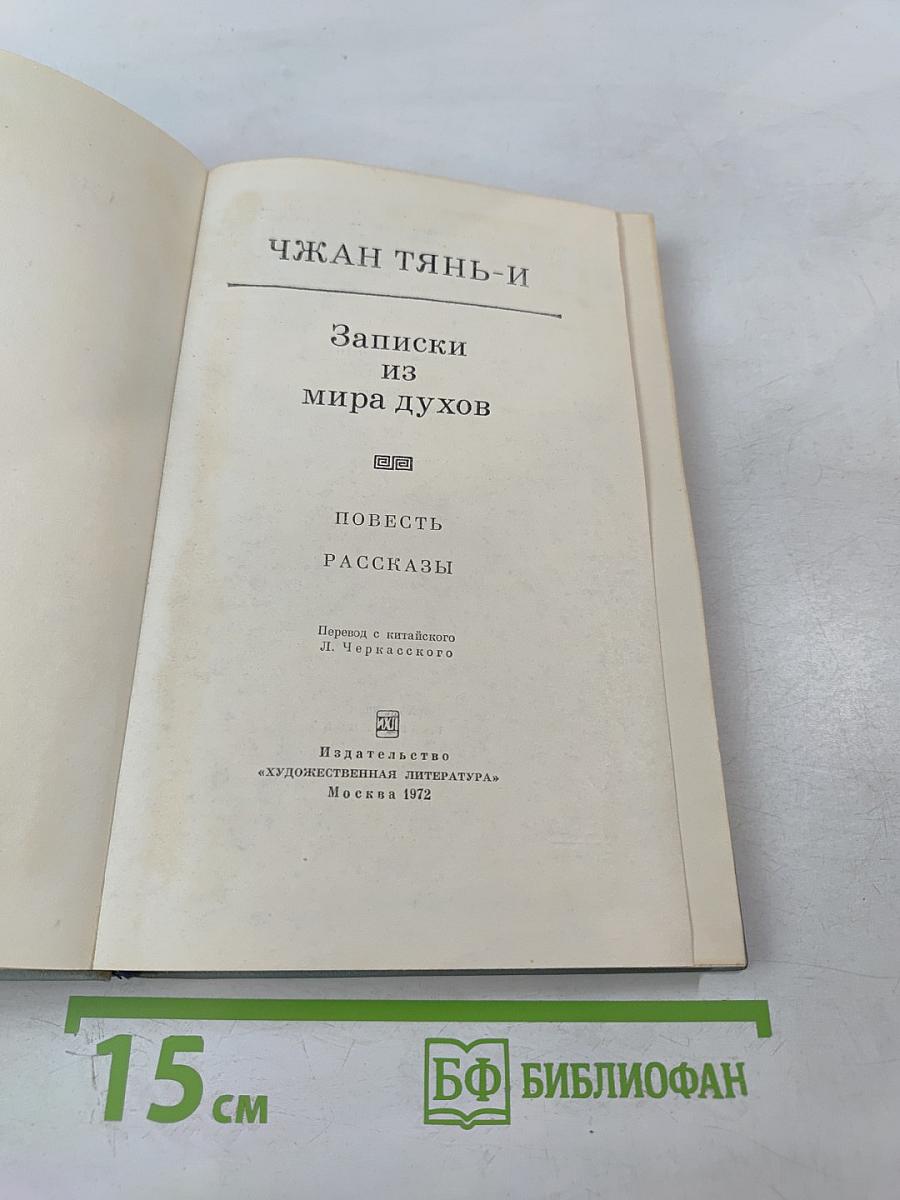 ЧЖАН ТЯНЬ-И
Записки
из
мира духов
ПОВЕСТЬ
РАССКАЗЫ
Перевод с китайского
Л. Черкасского
ИХЛ
Издательство
«ХУДОЖЕСТВЕННАЯ ЛИТЕРАТУРА»
Москва 1972
15 см
БФ БИБЛИОФАН